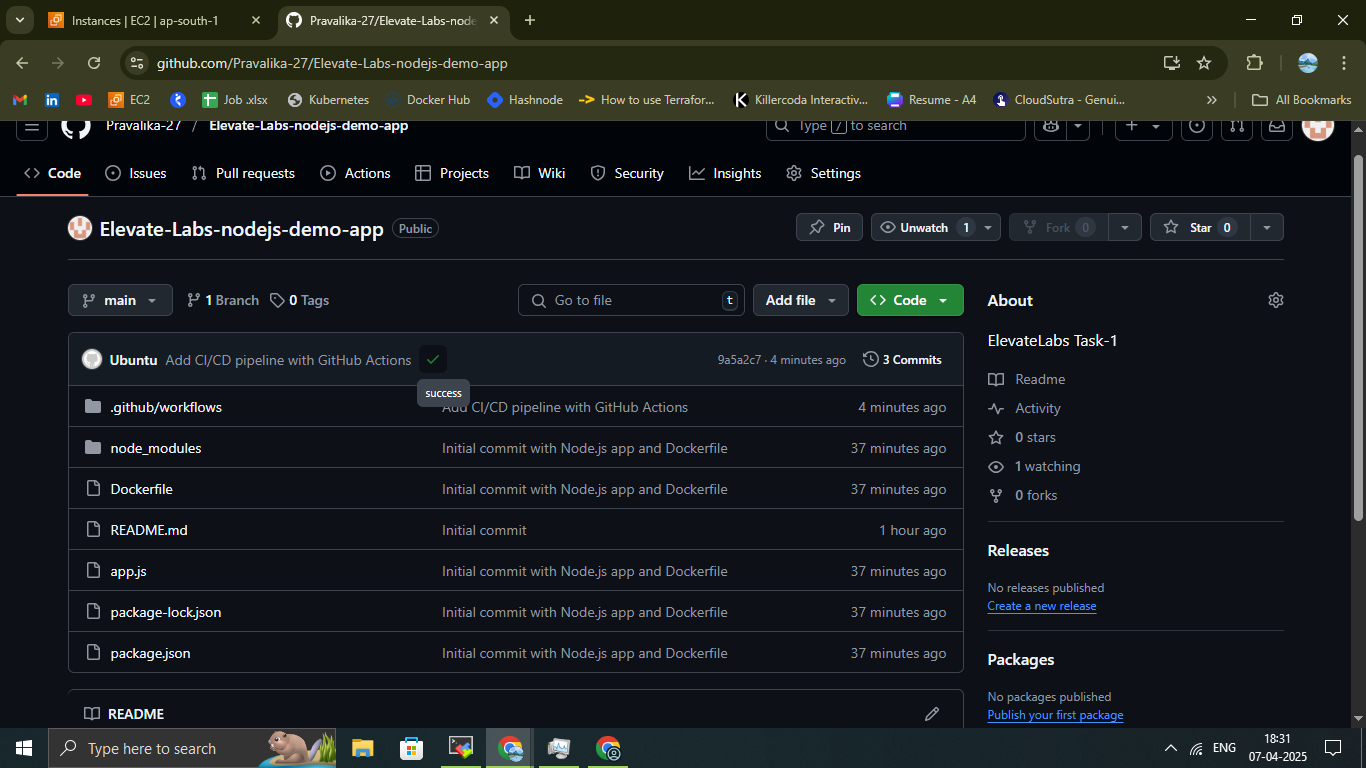 Instances | EC2 | ap-south-1
Pravalika-27/Elevate-Labs-node
github.com/Pravalika-27/Elevate-Labs-nodejs-demo-app
EC2
Job .xlsx
Kubernetes
Docker Hub
Hashnode
How to use Terrafor...
Killercoda Interactiv...
Resume - A4
CloudSutra - Genui...
All Bookmarks
Pravalika-27 / Elevate-Labs-nodejs-demo-app
Type / to search
Code
Issues
Pull requests
Actions
Projects
Wiki
Security
Insights
Settings
Elevate-Labs-nodejs-demo-app Public
Pin
Unwatch 1
Fork 0
Star 0
main
1 Branch
0 Tags
Go to file t
Add file
Code
Ubuntu Add CI/CD pipeline with GitHub Actions
9a5a2c7 · 4 minutes ago
3 Commits
success
.github/workflows Add CI/CD pipeline with GitHub Actions 4 minutes ago
node_modules Initial commit with Node.js app and Dockerfile 37 minutes ago
Dockerfile Initial commit with Node.js app and Dockerfile 37 minutes ago
README.md Initial commit 1 hour ago
app.js Initial commit with Node.js app and Dockerfile 37 minutes ago
package-lock.json Initial commit with Node.js app and Dockerfile 37 minutes ago
package.json Initial commit with Node.js app and Dockerfile 37 minutes ago
README
About
ElevateLabs Task-1
Readme
Activity
0 stars
1 watching
0 forks
Releases
No releases published
Create a new release
Packages
No packages published
Publish your first package
Type here to search
ENG
18:31
07-04-2025